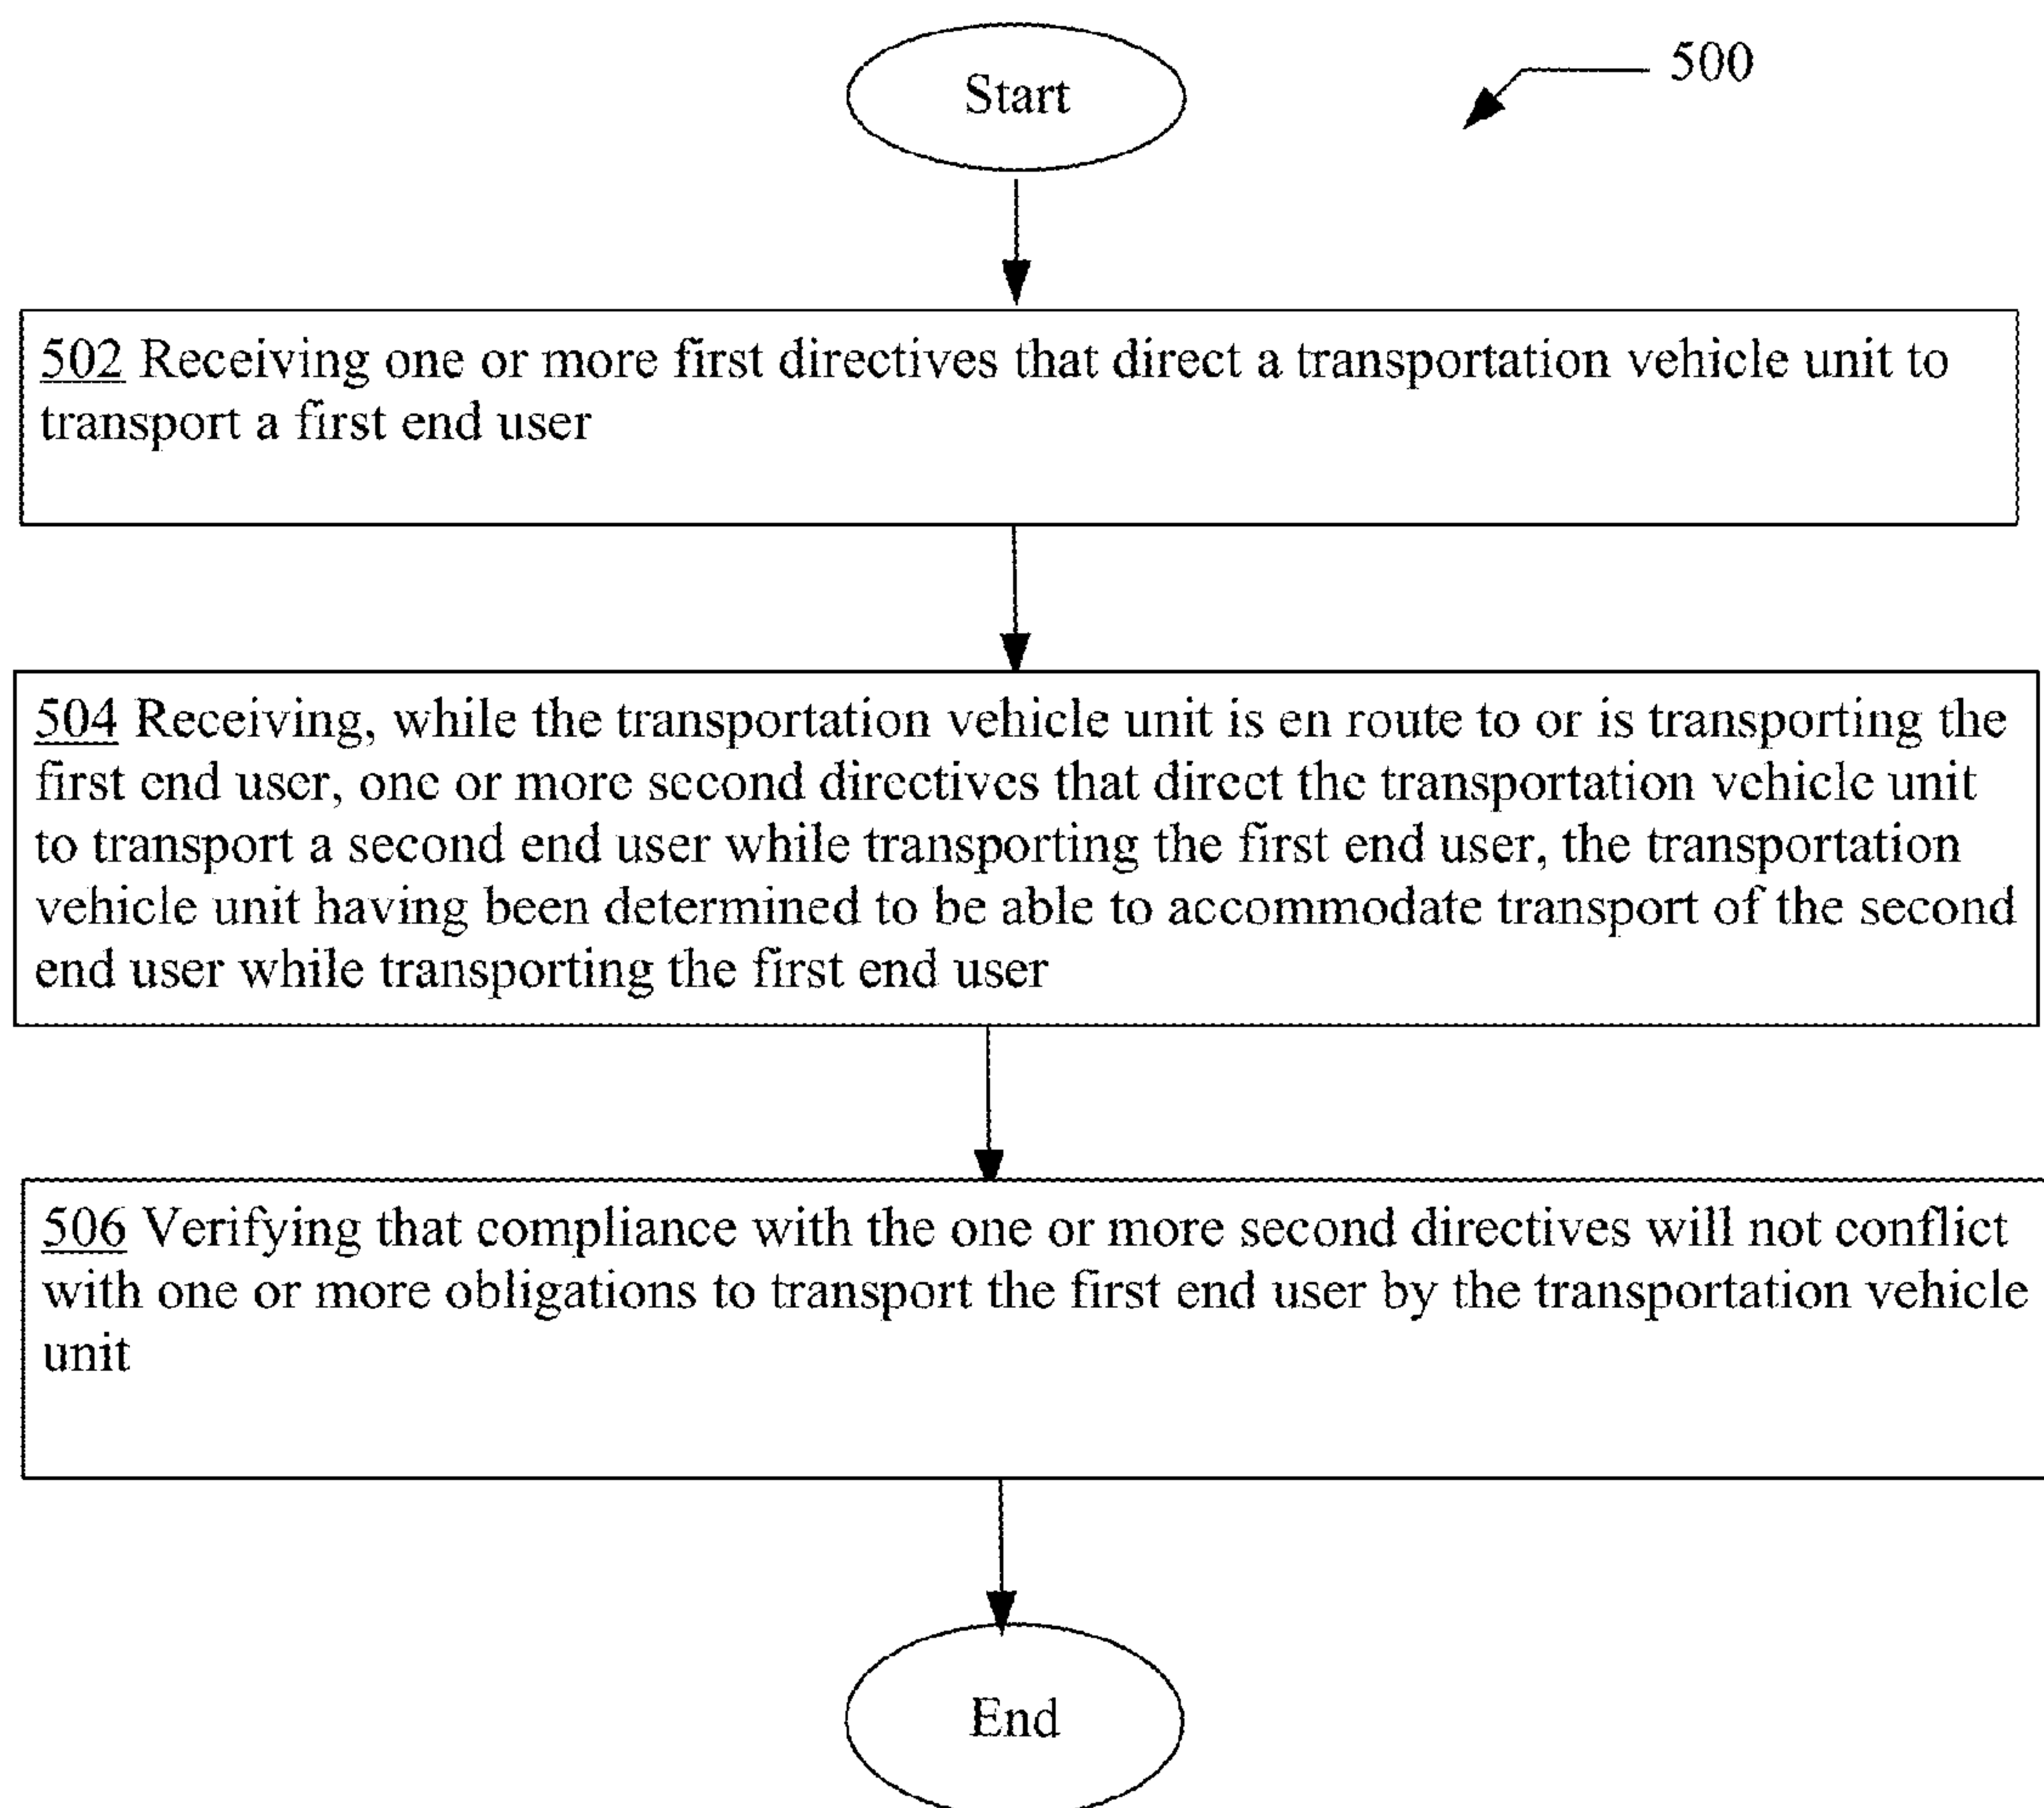 Start
500
502 Receiving one or more first directives that direct a transportation vehicle unit to
transport a first end user
504 Receiving, while the transportation vehicle unit is en route to or is transporting the
first end user, one or more second directives that direct the transportation vehicle unit
to transport a second end user while transporting the first end user, the transportation
vehicle unit having been determined to be able to accommodate transport of the second
end user while transporting the first end user
506 Verifying that compliance with the one or more second directives will not conflict
with one or more obligations to transport the first end user by the transportation vehicle
unit
End